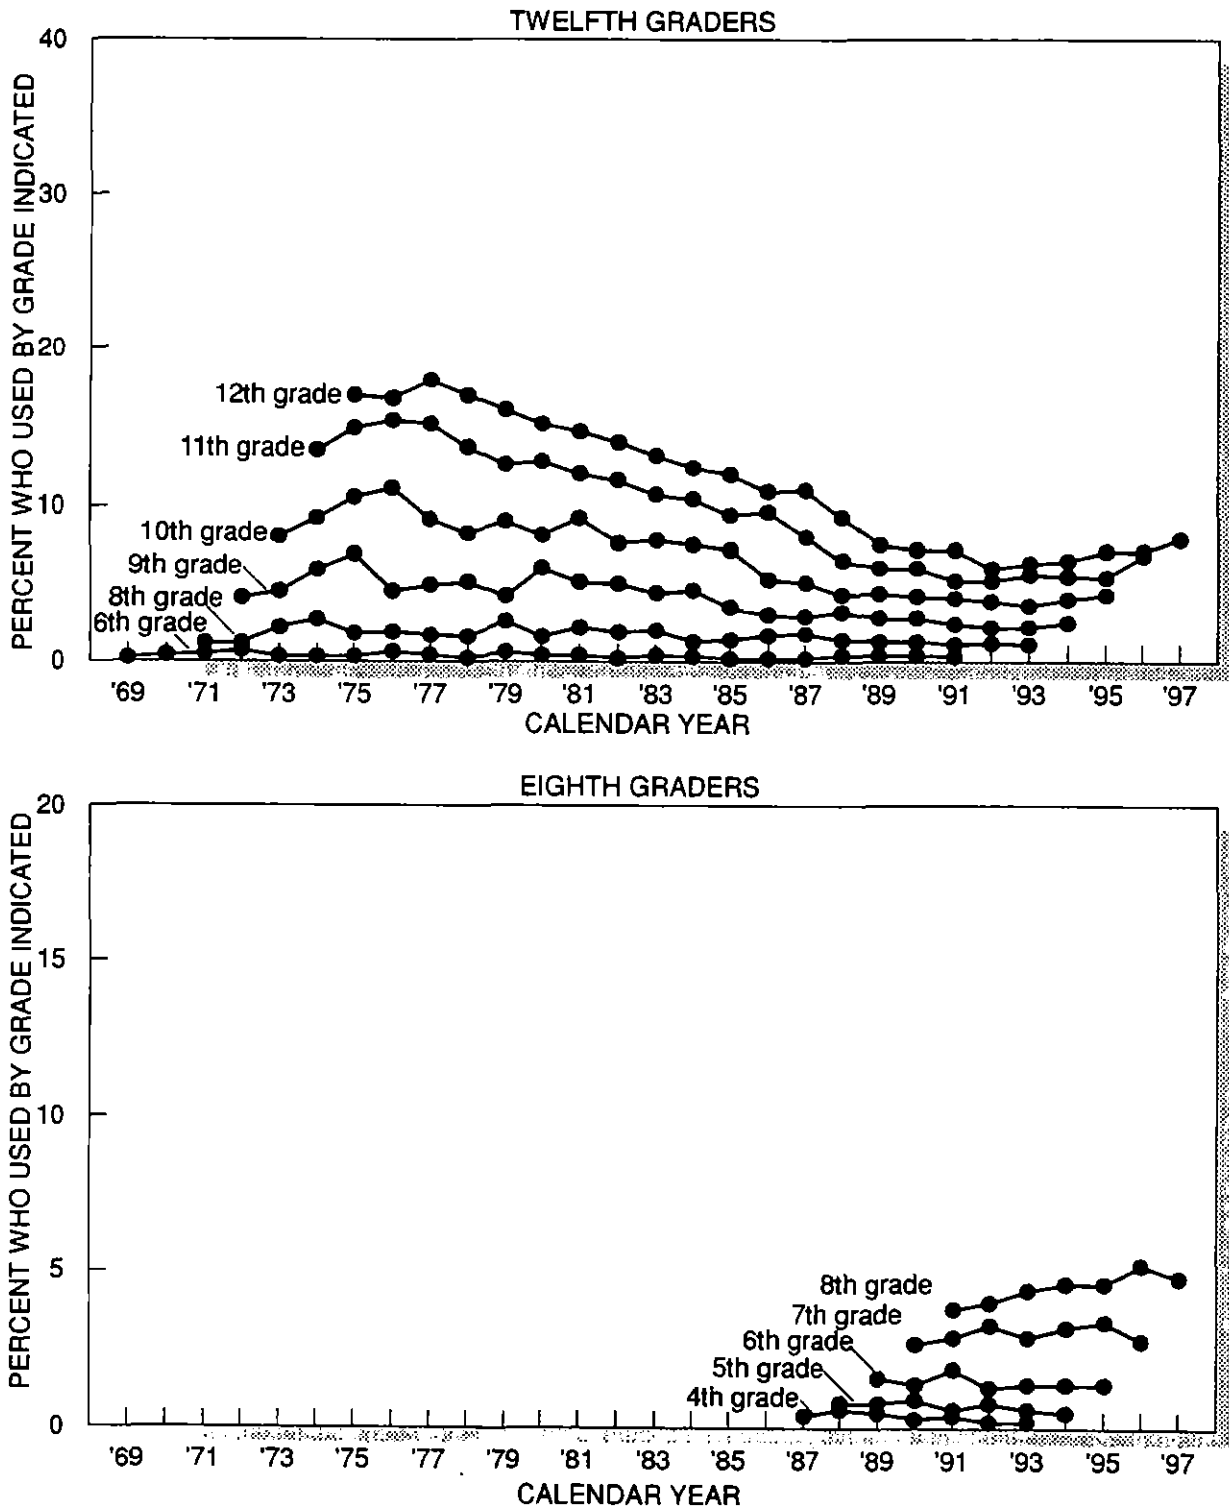 TWELFTH GRADERS
PERCENT WHO USED BY GRADE INDICATED
40
30
20
10
0
12th grade
11th grade
10th grade
9th grade
8th grade
6th grade
'69 '71 '73 '75 '77 '79 '81 '83 '85 '87 '89 '91 '93 '95 '97
CALENDAR YEAR
EIGHTH GRADERS
PERCENT WHO USED BY GRADE INDICATED
20
15
10
5
0
8th grade
7th grade
6th grade
5th grade
4th grade
'69 '71 '73 '75 '77 '79 '81 '83 '85 '87 '89 '91 '93 '95 '97
CALENDAR YEAR